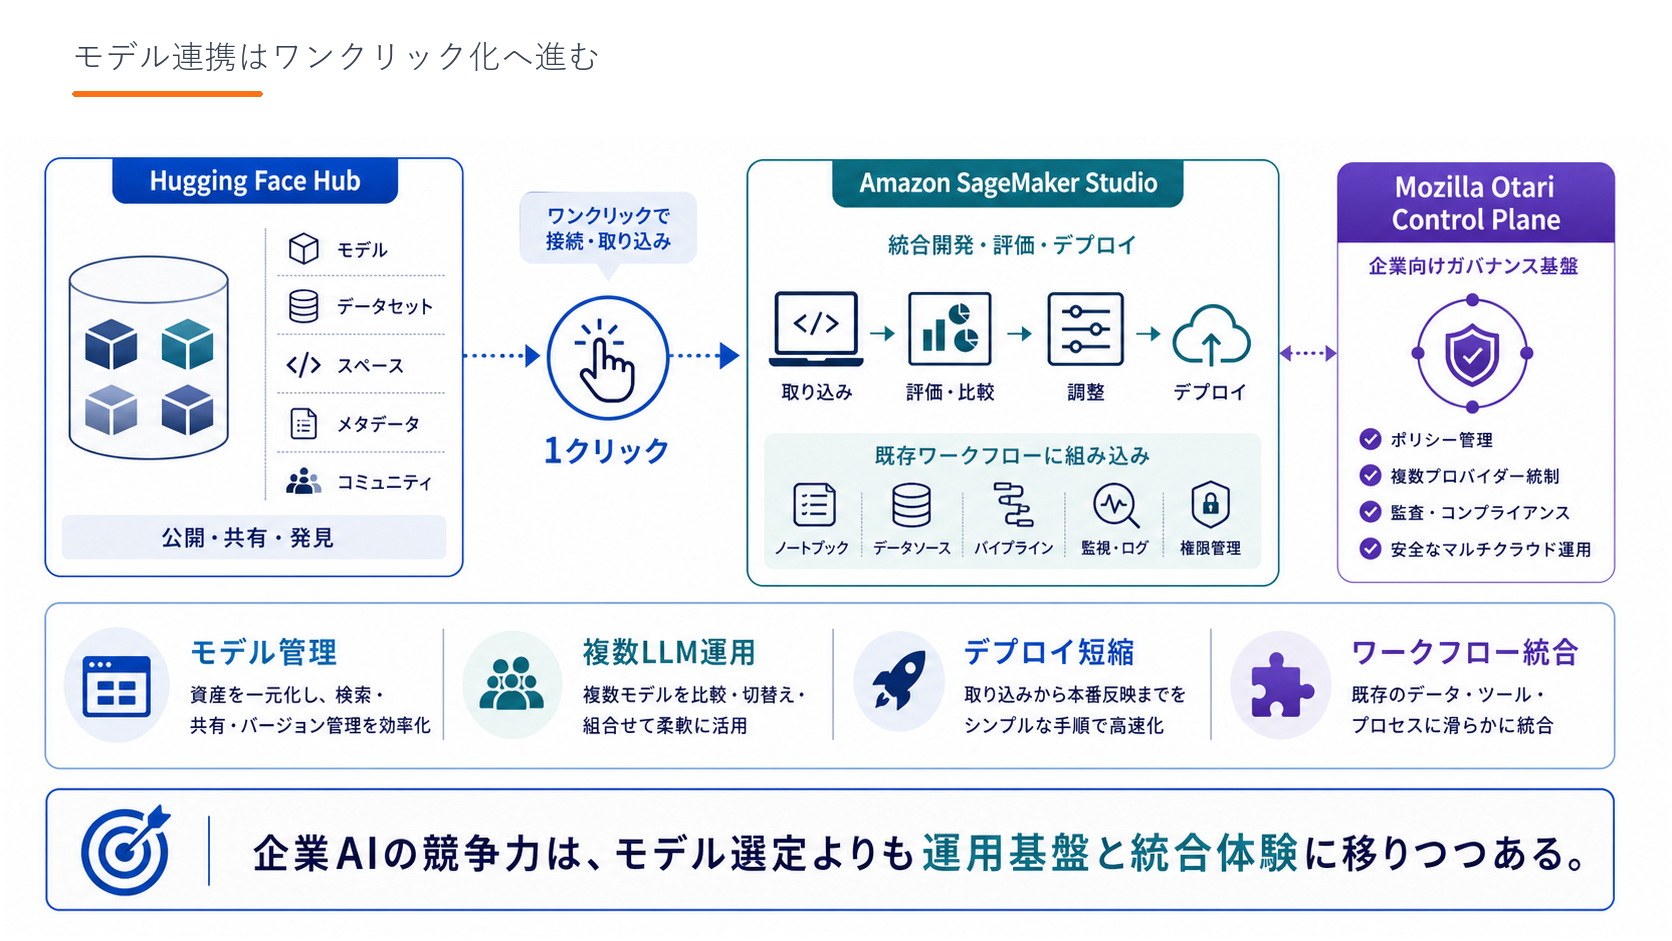 モデル連携はワンクリック化へ進む
Hugging Face Hub
モデル
データセット
スペース
メタデータ
コミュニティ
公開・共有・発見
ワンクリックで
接続・取り込み
1クリック
Amazon SageMaker Studio
統合開発・評価・デプロイ
取り込み
評価・比較
調整
デプロイ
既存ワークフローに組み込み
ノートブック
データソース
パイプライン
監視・ログ
権限管理
Mozilla Otari
Control Plane
企業向けガバナンス基盤
ポリシー管理
複数プロバイダー統制
監査・コンプライアンス
安全なマルチクラウド運用
モデル管理
資産を一元化し、検索・
共有・バージョン管理を効率化
複数LLM運用
複数モデルを比較・切替え・
組合せて柔軟に活用
デプロイ短縮
取り込みから本番反映までを
シンプルな手順で高速化
ワークフロー統合
既存のデータ・ツール・
プロセスに滑らかに統合
企業AIの競争力は、モデル選定よりも運用基盤と統合体験に移りつつある。